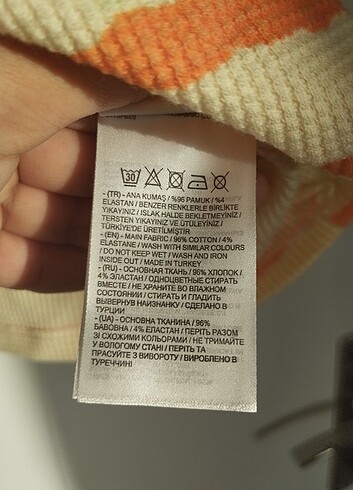 30
- (TR) - ANA KUMAŞ / %96 PAMUK / %4
ELASTAN / BENZER RENKLERLE BİRLİKTE
YIKAYINIZ / ISLAK HALDE BEKLETMEYİNİZ /
TERSTEN YIKAYINIZ VE ÜTÜLEYİNİZ /
TÜRKİYE'DE ÜRETİLMİŞTİR
- (EN) - MAIN FABRIC / 96% COTTON / 4%
ELASTANE / WASH WITH SIMILAR COLOURS
/ DO NOT KEEP WET / WASH AND IRON
INSIDE OUT / MADE IN TURKEY
- (RU) - ОСНОВНАЯ ТКАНЬ / 96% ХЛОПОК /
4% ЭЛАСТАН / ОДНОЦВЕТНЫЕ СТИРАТЬ
ВМЕСТЕ / НЕ ХРАНИТЕ ВО ВЛАЖНОМ
СОСТОЯНИИ / СТИРАТЬ И ГЛАДИТЬ
ВЫВЕРНУВ НАИЗНАНКУ / СДЕЛАНО В
ТУРЦИИ
- (UA) - ОСНОВНА ТКАНИНА / 96%
БАВОВНА / 4% ЕЛАСТАН / ПЕРІТЬ РАЗОМ
ЗІ СХОЖИМИ КОЛЬОРАМИ / НЕ ТРИМАЙТЕ
У ВОЛОГОМУ СТАНІ / ПЕРІТЬ ТА
ПРАСУЙТЕ З ВИВОРОТУ / ВИРОБЛЕНО В
ТУРЕЧЧИНІ